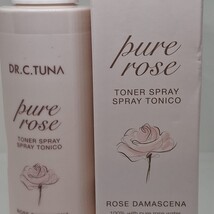 DR.C.TUNA
pure
rose
TONER SPRAY
SPRAY TONICO
pure
rose
TONER SPRAY
SPRAY TONICO
ROSE DAMASCENA